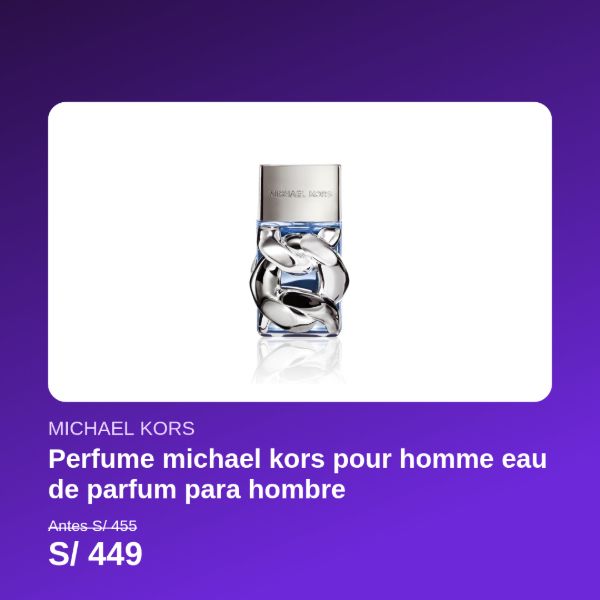 MICHAEL KORS
MICHAEL KORS
Perfume michael kors pour homme eau
de parfum para hombre
Antes S/ 455
S/ 449